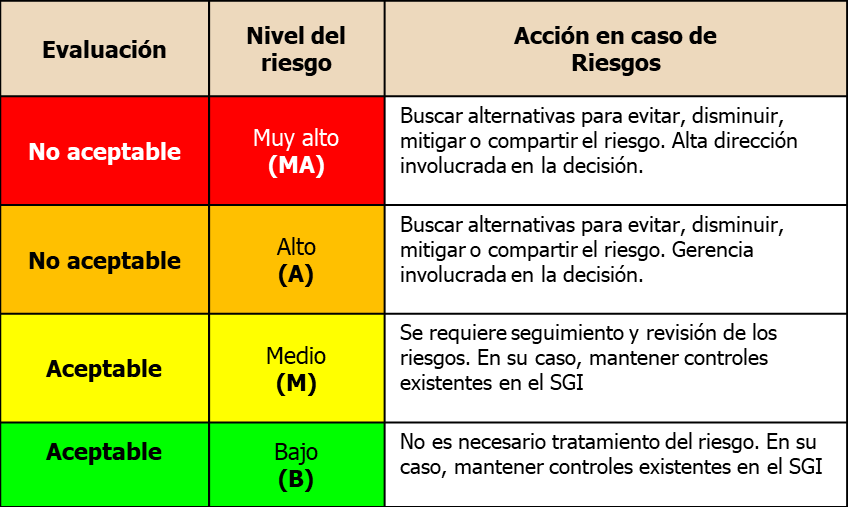 Evaluación
Nivel del
riesgo
Acción en caso de
Riesgos
No aceptable
Muy alto
(MA)
Buscar alternativas para evitar, disminuir,
mitigar o compartir el riesgo. Alta dirección
involucrada en la decisión.
No aceptable
Alto
(A)
Buscar alternativas para evitar, disminuir,
mitigar o compartir el riesgo. Gerencia
involucrada en la decisión.
Aceptable
Medio
(M)
Se requiere seguimiento y revisión de los
riesgos. En su caso, mantener controles
existentes en el SGI
Aceptable
Bajo
(B)
No es necesario tratamiento del riesgo. En su
caso, mantener controles existentes en el SGI